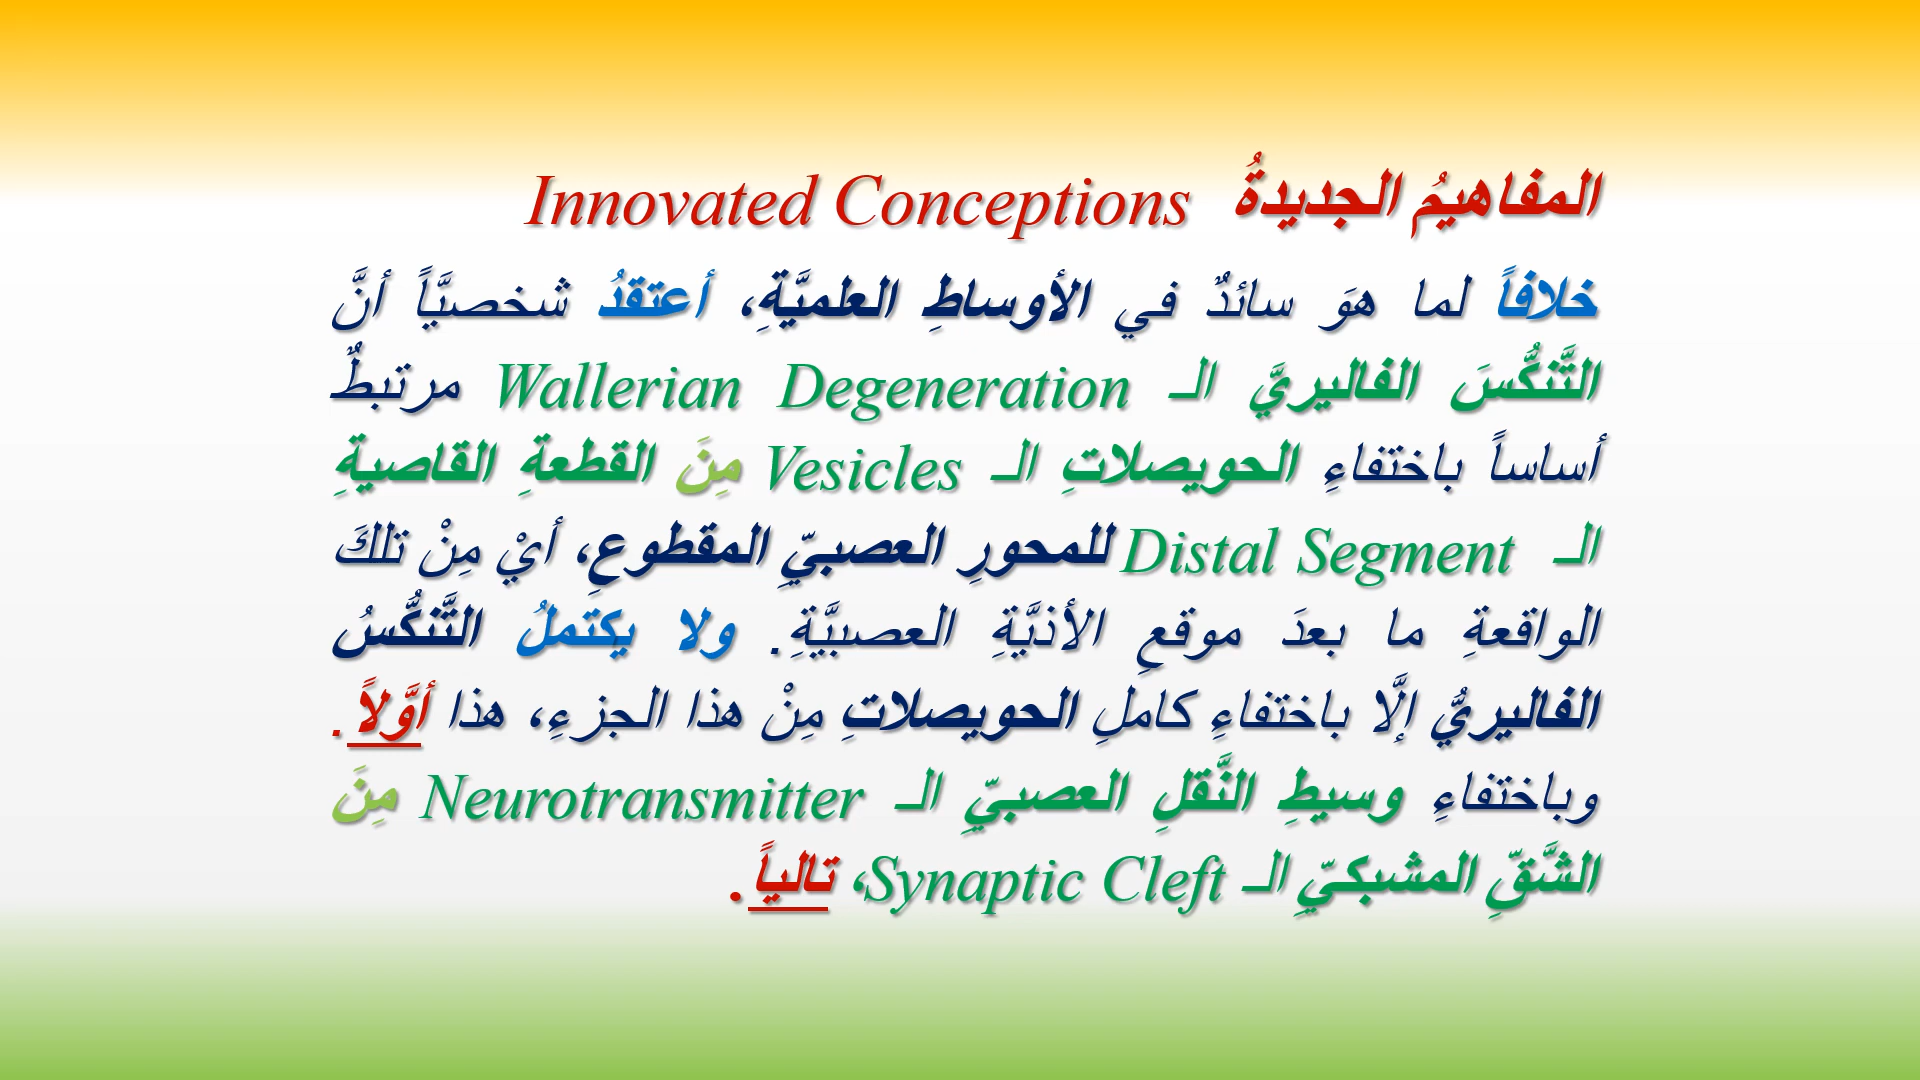 المفاهيمُ الجديدةُ Innovated Conceptions
خلافاً لما هوَ سائدٌ في الأوساطِ العلميَّةِ، أعتقدُ شخصيَّاً أنَّ
التَّنكُّسَ الفاليريَّ الـ Wallerian Degeneration مرتبطٌ
أساساً باختفاءِ الحويصلاتِ الـ Vesicles مِنَ القطعةِ القاصيةِ
الـ Distal Segment للمحورِ العصبيِّ المقطوعِ، أيْ مِنْ تلكَ
الواقعةِ ما بعدَ موقعِ الأذيَّةِ العصبيَّةِ. ولا يكتملُ التَّنكُّسُ
الفاليريُّ إلَّا باختفاءِ كاملِ الحويصلاتِ مِنْ هذا الجزءِ، هذا أوَّلاً.
وباختفاءِ وسيطِ النَّقلِ العصبيِّ الـ Neurotransmitter مِنَ
الشَّقِّ المشبكيِّ الـ Synaptic Cleft، تالياً.